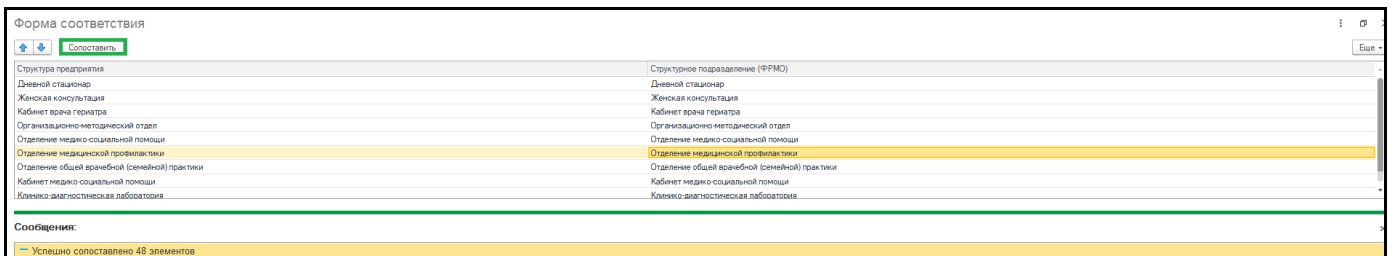 Форма соответствия
Сопоставить
Еще
Структура предприятия Структурное подразделение (ФРМО)
Дневной стационар Дневной стационар
Женская консультация Женская консультация
Кабинет врача гериатра Кабинет врача гериатра
Организационно-методический отдел Организационно-методический отдел
Отделение медико-социальной помощи Отделение медико-социальной помощи
Отделение медицинской профилактики Отделение медицинской профилактики
Отделение общей врачебной (семейной) практики Отделение общей врачебной (семейной) практики
Кабинет медико-социальной помощи Кабинет медико-социальной помощи
Клинико-диагностическая лаборатория Клинико-диагностическая лаборатория
Сообщения:
— Успешно сопоставлено 48 элементов